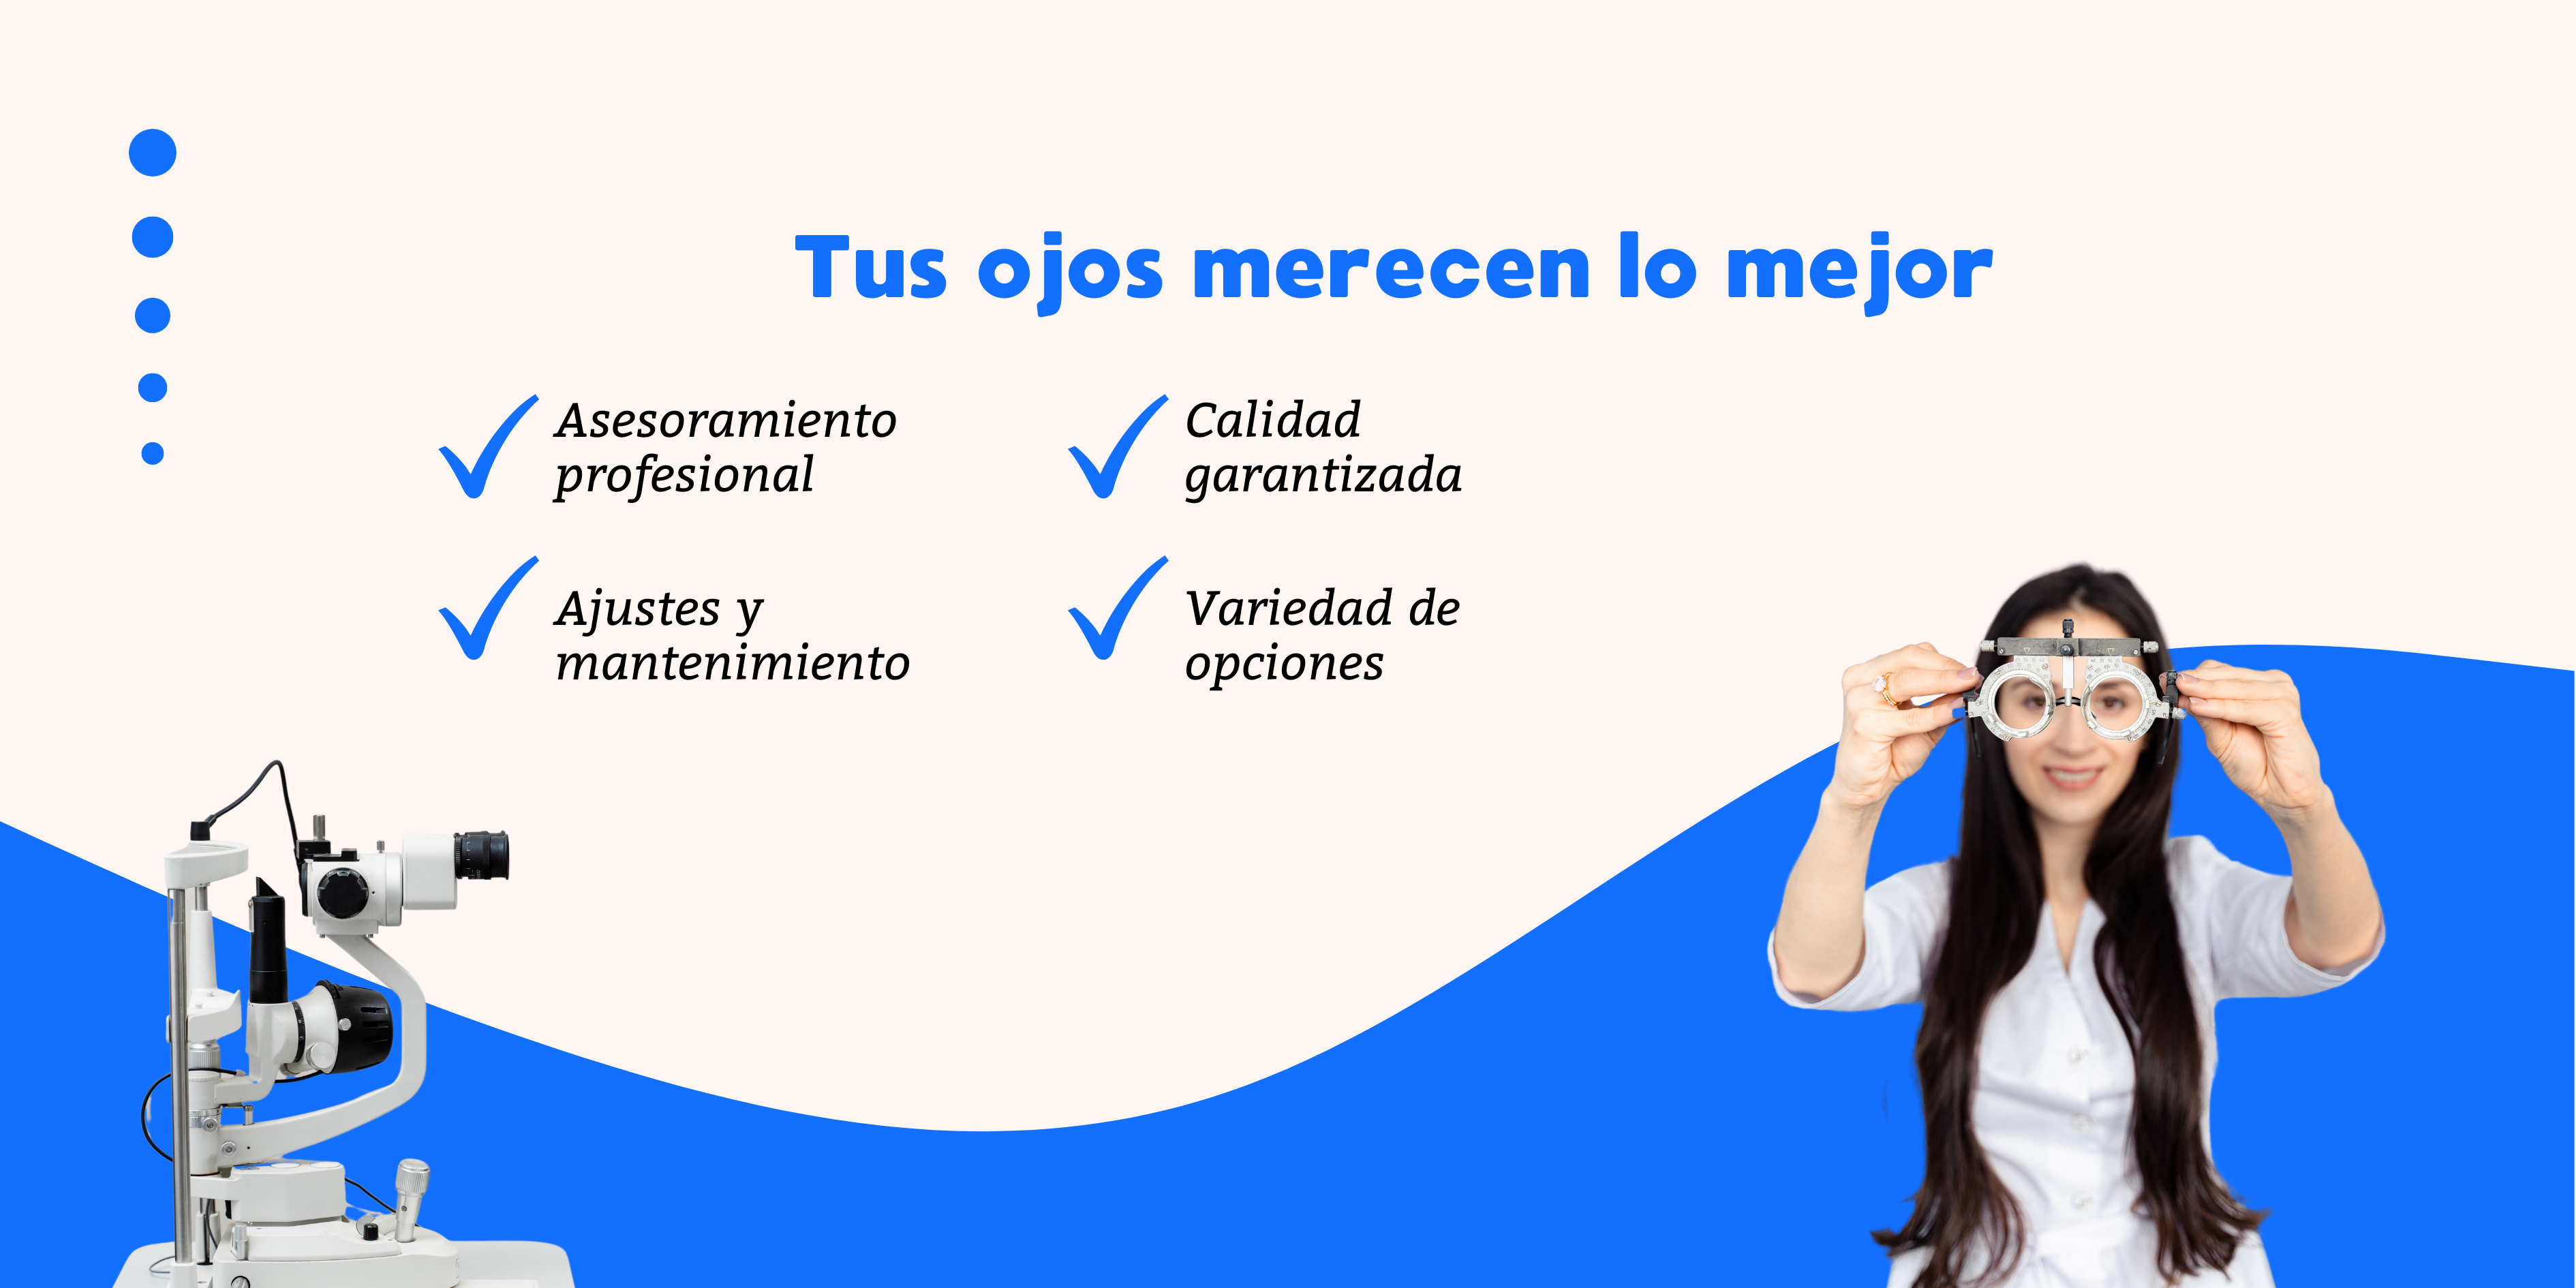 Tus ojos merecen lo mejor
Asesoramiento
profesional
Calidad
garantizada
Ajustes y
mantenimiento
Variedad de
opciones